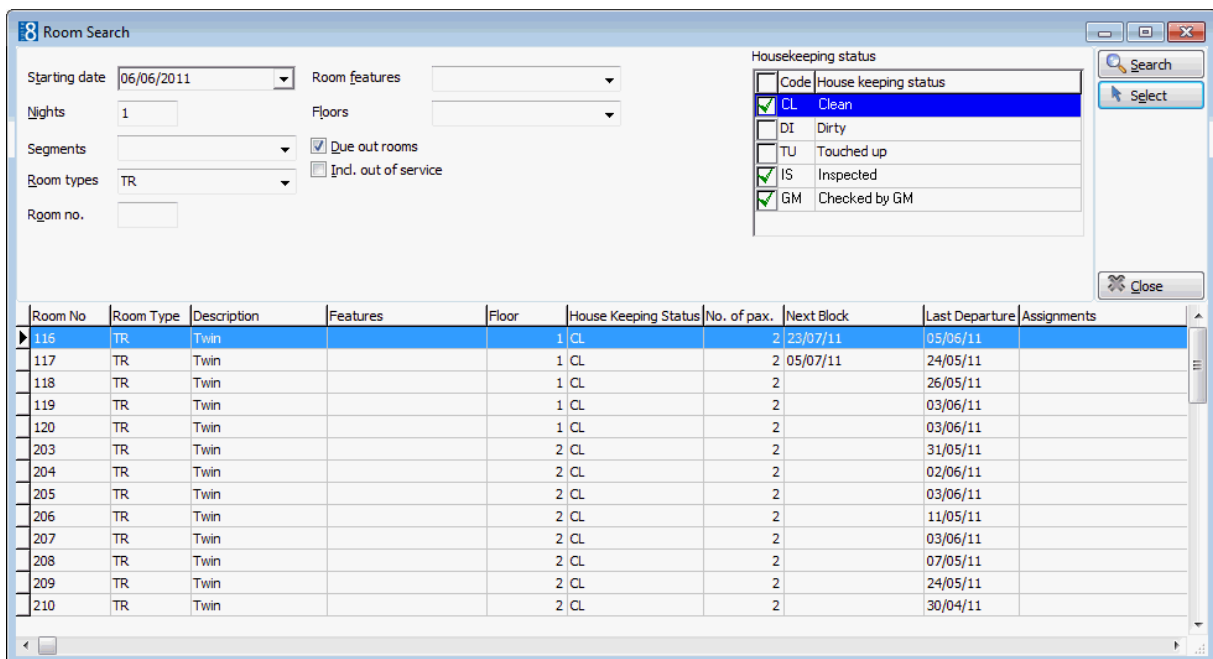 8 Room Search
Starting date 06/06/2011 Room features
Nights 1 Floors
Segments Due out rooms
Room types TR Incl. out of service
Room no.
Housekeeping status
Code House keeping status
CL Clean
DI Dirty
TU Touched up
IS Inspected
GM Checked by GM
Search
Select
Close
Room No Room Type Description Features Floor House Keeping Status No. of pax. Next Block Last Departure Assignments
116 TR Twin 1 CL 2 23/07/11 05/06/11
117 TR Twin 1 CL 2 05/07/11 24/05/11
118 TR Twin 1 CL 2 26/05/11
119 TR Twin 1 CL 2 03/06/11
120 TR Twin 1 CL 2 03/06/11
203 TR Twin 2 CL 2 31/05/11
204 TR Twin 2 CL 2 02/06/11
205 TR Twin 2 CL 2 03/06/11
206 TR Twin 2 CL 2 11/05/11
207 TR Twin 2 CL 2 03/06/11
208 TR Twin 2 CL 2 07/05/11
209 TR Twin 2 CL 2 24/05/11
210 TR Twin 2 CL 2 30/04/11